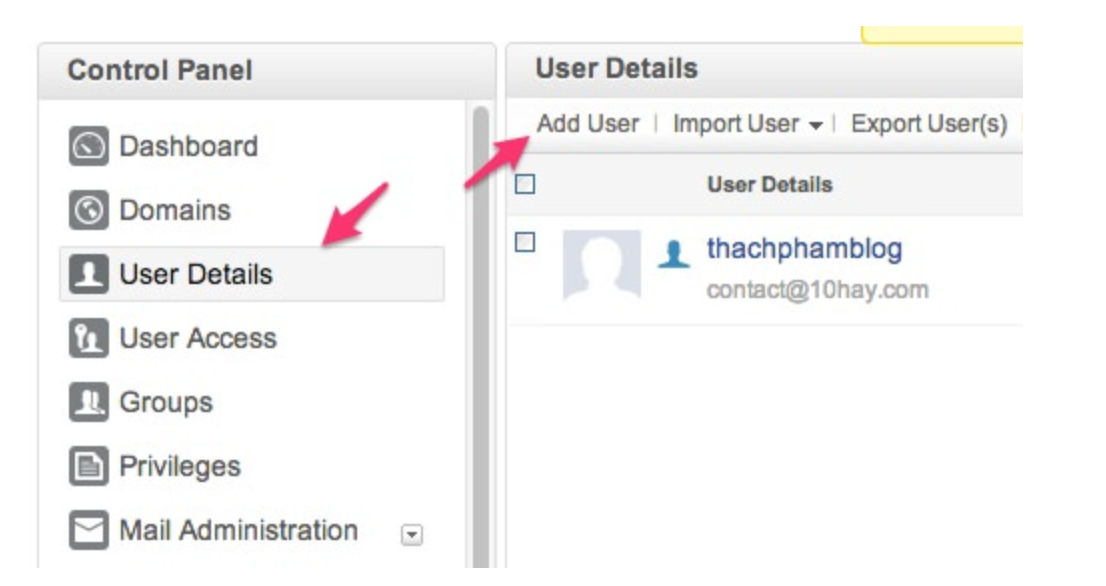 Control Panel
Dashboard
Domains
User Details
User Access
Groups
Privileges
Mail Administration
User Details
Add User | Import User | Export User(s)
User Details
thachphamblog
contact@10hay.com